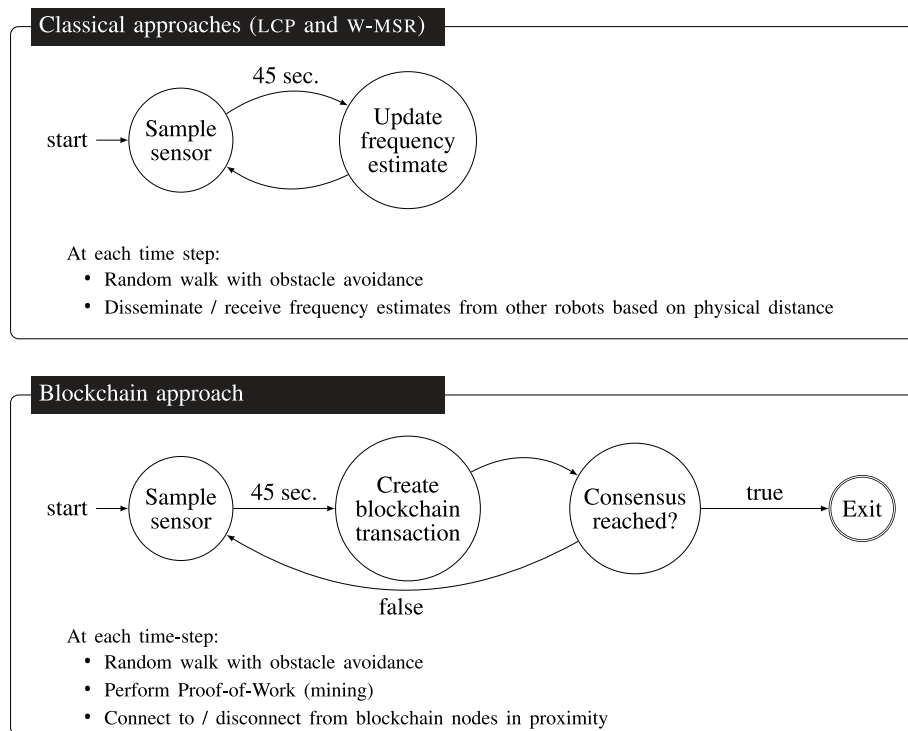 Classical approaches (LCP and W-MSR)
45 sec.
start
Sample
sensor
Update
frequency
estimate
At each time step:
• Random walk with obstacle avoidance
• Disseminate / receive frequency estimates from other robots based on physical distance
Blockchain approach
start
Sample
sensor
45 sec.
Create
blockchain
transaction
Consensus
reached?
true
Exit
false
At each time-step:
• Random walk with obstacle avoidance
• Perform Proof-of-Work (mining)
• Connect to / disconnect from blockchain nodes in proximity